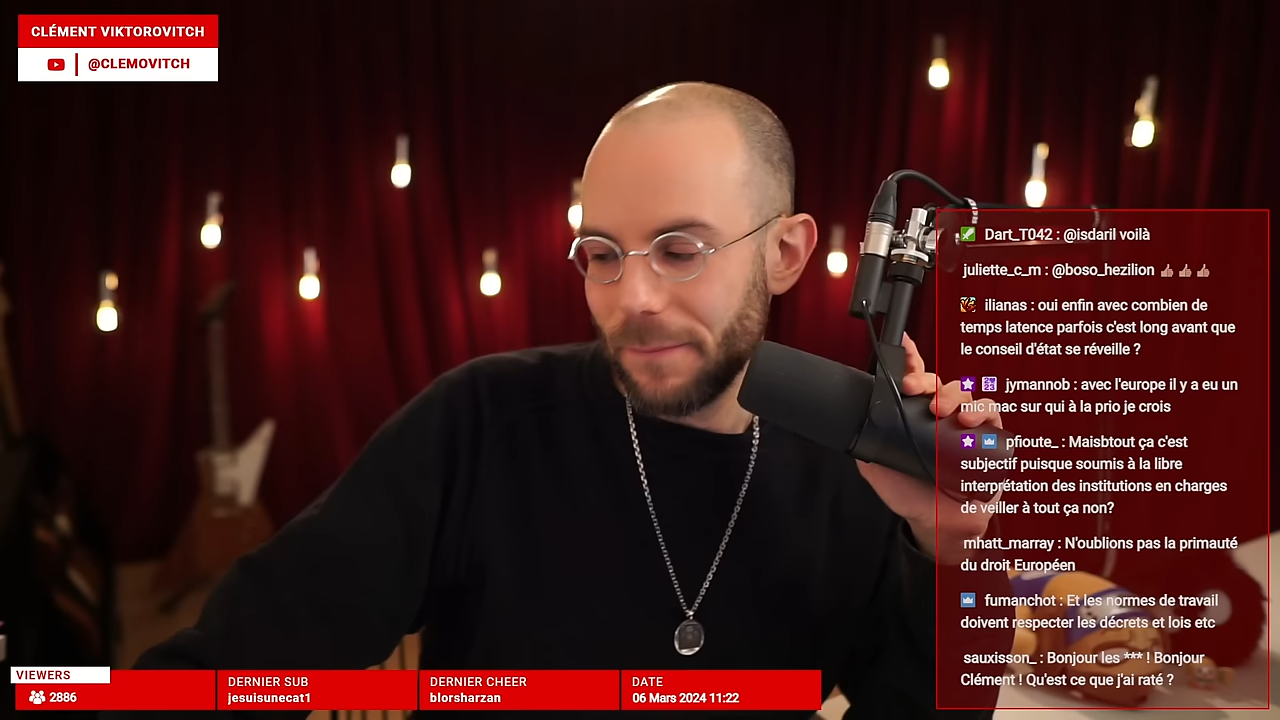 CLÉMENT VIKTOROVITCH
@CLEMOVITCH
Dart_T042 : @isdaril voilà
juliette_c_m : @boso_hezilion
ilianas : oui enfin avec combien de
temps latence parfois c'est long avant que
le conseil d'état se réveille ?
jymannob : avec l'europe il y a eu un
mic mac sur qui à la prio je crois
pfioute_ : Maisbtout ça c'est
subjectif puisque soumis à la libre
interprétation des institutions en charges
de veiller à tout ça non?
mhatt_marray : N'oublions pas la primauté
du droit Européen
fumanchot : Et les normes de travail
doivent respecter les décrets et lois etc
sauxisson_ : Bonjour les *** ! Bonjour
Clément ! Qu'est ce que j'ai raté ?
VIEWERS
2886
DERNIER SUB
jesuisunecat1
DERNIER CHEER
blorsharzan
DATE
06 Mars 2024 11:22